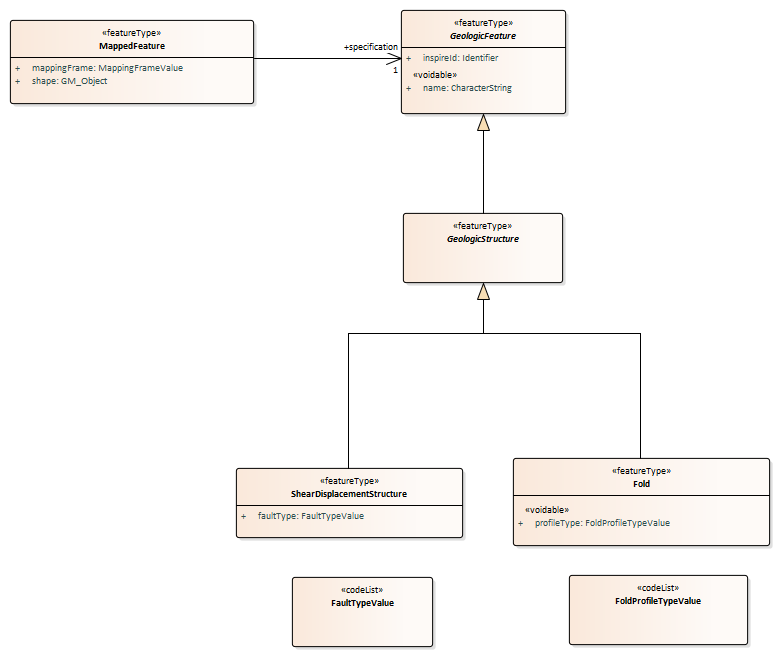 «featureType»
MappedFeature
+ mappingFrame: MappingFrameValue
+ shape: GM_Object
+specification
1
«featureType»
GeologicFeature
+ inspireId: Identifier
«voidable»
+ name: CharacterString
«featureType»
GeologicStructure
«featureType»
ShearDisplacementStructure
+ faultType: FaultTypeValue
«featureType»
Fold
«voidable»
+ profileType: FoldProfileTypeValue
«codeList»
FaultTypeValue
«codeList»
FoldProfileTypeValue